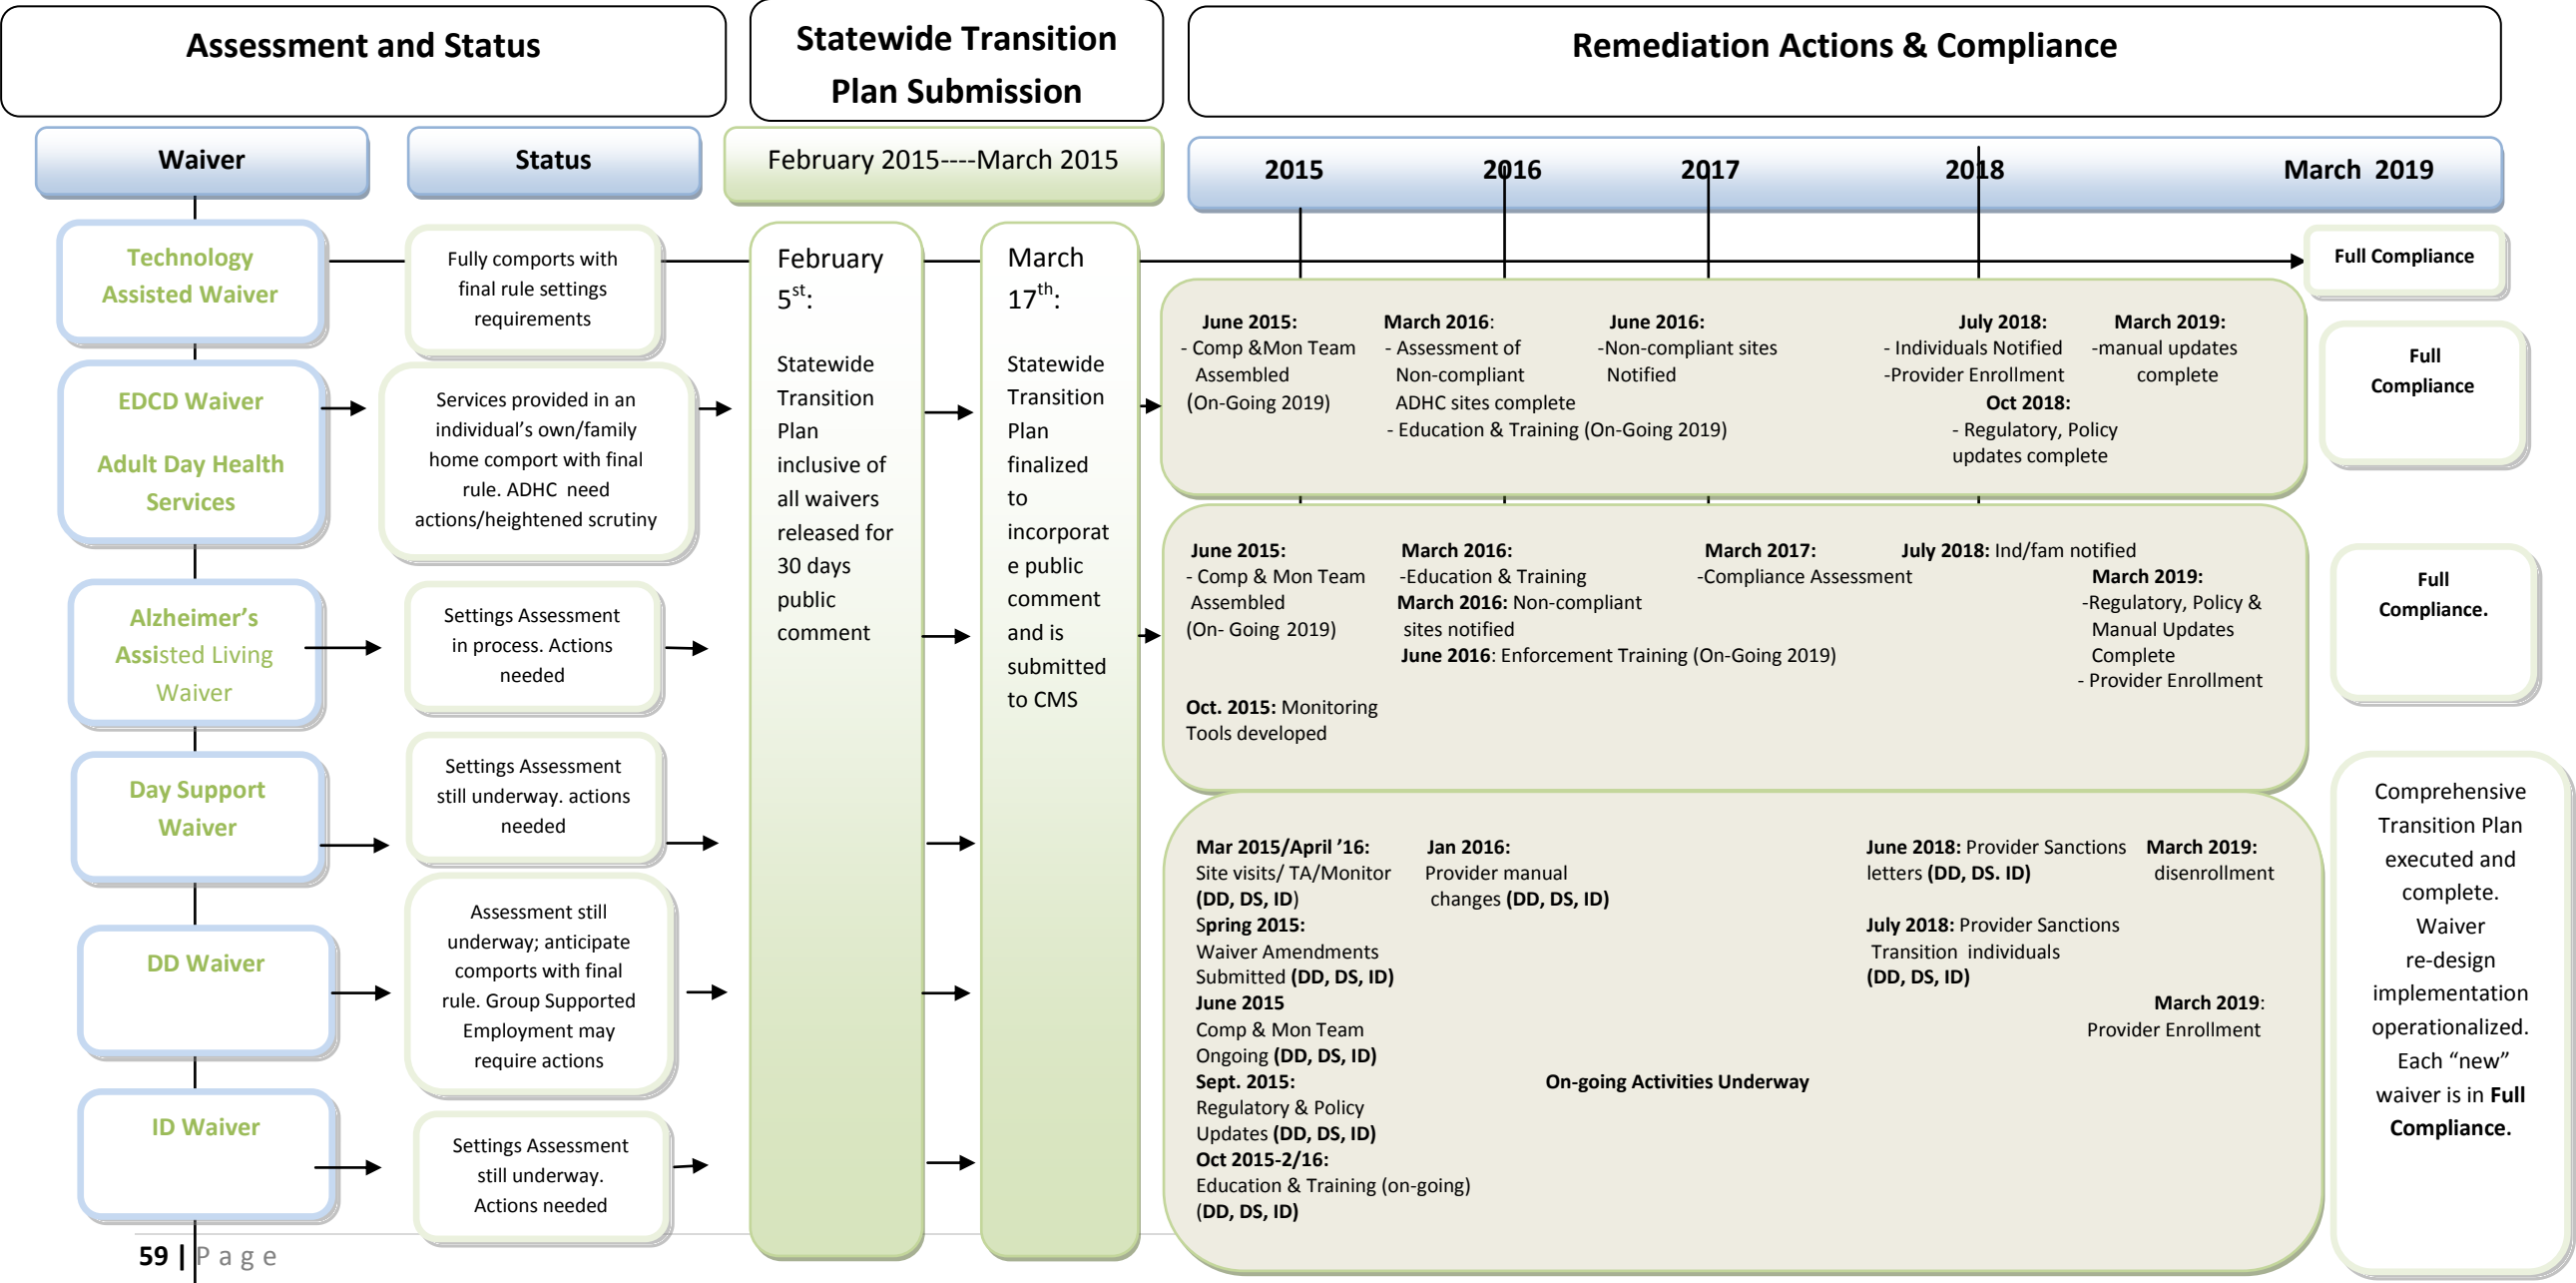 Assessment and Status
Statewide Transition
Plan Submission
Remediation Actions & Compliance
Waiver
Status
February 2015----March 2015
2015
2016
2017
2018
March 2019
Technology
Assisted Waiver
Fully comports with
final rule settings
requirements
EDCD Waiver
Adult Day Health
Services
Services provided in an
individual's own/family
home comport with final
rule. ADHC need
actions/heightened scrutiny
Alzheimer's
Assisted Living
Waiver
Settings Assessment
in process. Actions
needed
Day Support
Waiver
Settings Assessment
still underway. actions
needed
DD Waiver
Assessment still
underway; anticipate
comports with final
rule. Group Supported
Employment may
require actions
ID Waiver
Settings Assessment
still underway.
Actions needed
February
5st:
Statewide
Transition
Plan
inclusive of
all waivers
released for
30 days
public
comment
March
17th:
Statewide
Transition
Plan
finalized
to
incorporat
e public
comment
and is
submitted
to CMS
June 2015:
- Comp &Mon Team
Assembled
(On-Going 2019)
March 2016:
- Assessment of
Non-compliant
ADHC sites complete
- Education & Training (On-Going 2019)
June 2016:
-Non-compliant sites
Notified
July 2018:
- Individuals Notified
-Provider Enrollment
Oct 2018:
- Regulatory, Policy
updates complete
March 2019:
-manual updates
complete
Full Compliance
Full
Compliance
June 2015:
- Comp & Mon Team
Assembled
(On- Going 2019)
Oct. 2015: Monitoring
Tools developed
March 2016:
-Education & Training
March 2016: Non-compliant
sites notified
June 2016: Enforcement Training (On-Going 2019)
March 2017:
-Compliance Assessment
July 2018: Ind/fam notified
March 2019:
-Regulatory, Policy &
Manual Updates
Complete
- Provider Enrollment
Full
Compliance.
Mar 2015/April '16:
Site visits/ TA/Monitor
(DD, DS, ID)
Spring 2015:
Waiver Amendments
Submitted (DD, DS, ID)
June 2015
Comp & Mon Team
Ongoing (DD, DS, ID)
Sept. 2015:
Regulatory & Policy
Updates (DD, DS, ID)
Oct 2015-2/16:
Education & Training (on-going)
(DD, DS, ID)
Jan 2016:
Provider manual
changes (DD, DS, ID)
On-going Activities Underway
June 2018: Provider Sanctions
letters (DD, DS. ID)
July 2018: Provider Sanctions
Transition individuals
(DD, DS, ID)
March 2019:
disenrollment
March 2019:
Provider Enrollment
Comprehensive
Transition Plan
executed and
complete.
Waiver
re-design
implementation
operationalized.
Each “new”
waiver is in Full
Compliance.
59 | Page